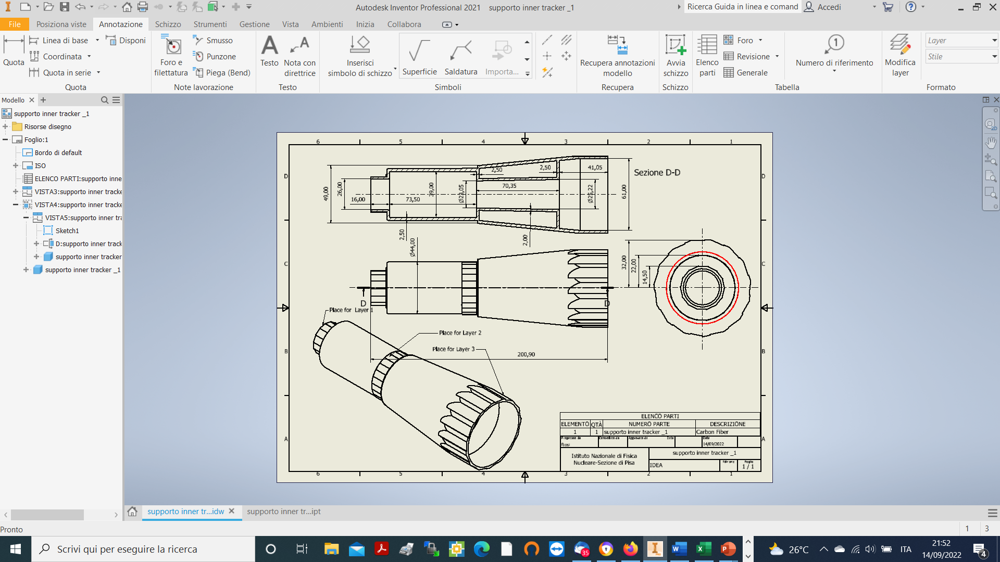 Autodesk Inventor Professional 2021 supporto inner tracker _1
Ricerca Guida in linea e comand
Accedi
File Posiziona viste Annotazione Schizzo Strumenti Gestione Vista Ambienti Inizia Collabora
Quota
Linea di base
Disponi
Coordinata
Quota in serie
Quota
Foro e
filettatura
Smusso
Punzone
Piega (Bend)
Note lavorazione
Testo
Nota con
direttrice
Testo
Inserisci
simbolo di schizzo
Superficie
Saldatura
Importa...
Simboli
Recupera annotazioni
modello
Recupera
Avvia
schizzo
Schizzo
Elenco
parti
Foro
Revisione
Generale
Numero di riferimento
Tabella
Modifica
layer
Layer
Stile
Formato
Modello
supporto inner tracker _1
Risorse disegno
Foglio:1
Bordo di default
ISO
ELENCO PARTI:supporto inne
VISTA3:supporto inner tracke
VISTA4:supporto inner tracke
VISTA5:supporto inner tra
Sketch1
D:supporto inner track
supporto inner tracker
supporto inner tracker _1
6 5 4 3 2 1
D
C
B
A
2,50
2,50
41,05
Sezione D-D
49,00
26,00
16,00
73,50
39,00
Ø23,05
70,35
Ø25,22
61,00
2,50
Ø44,00
2,00
32,00
22,00
14,50
D
D
D
C
B
A
Place for Layer 1
Place for Layer 2
Place for Layer 3
200,90
ELENCO PARTI
ELEMENTO QTÀ NUMERO PARTE DESCRIZIONE
1 1 supporto inner tracker _1 Carbon Fiber
Progettato da Controllato da Approvato da Data Data
fbosi 14/09/2022
Istituto Nazionale di Fisica
Nucleare-Sezione di Pisa
supporto inner tracker _1
IDEA
Edizione
Foglio
1 / 1
6 5 4 3 2 1
supporto inner tr...idw
supporto inner tr...ipt
Pronto
1 3
Scrivi qui per eseguire la ricerca
35
26°C
ITA
21:52
14/09/2022
4